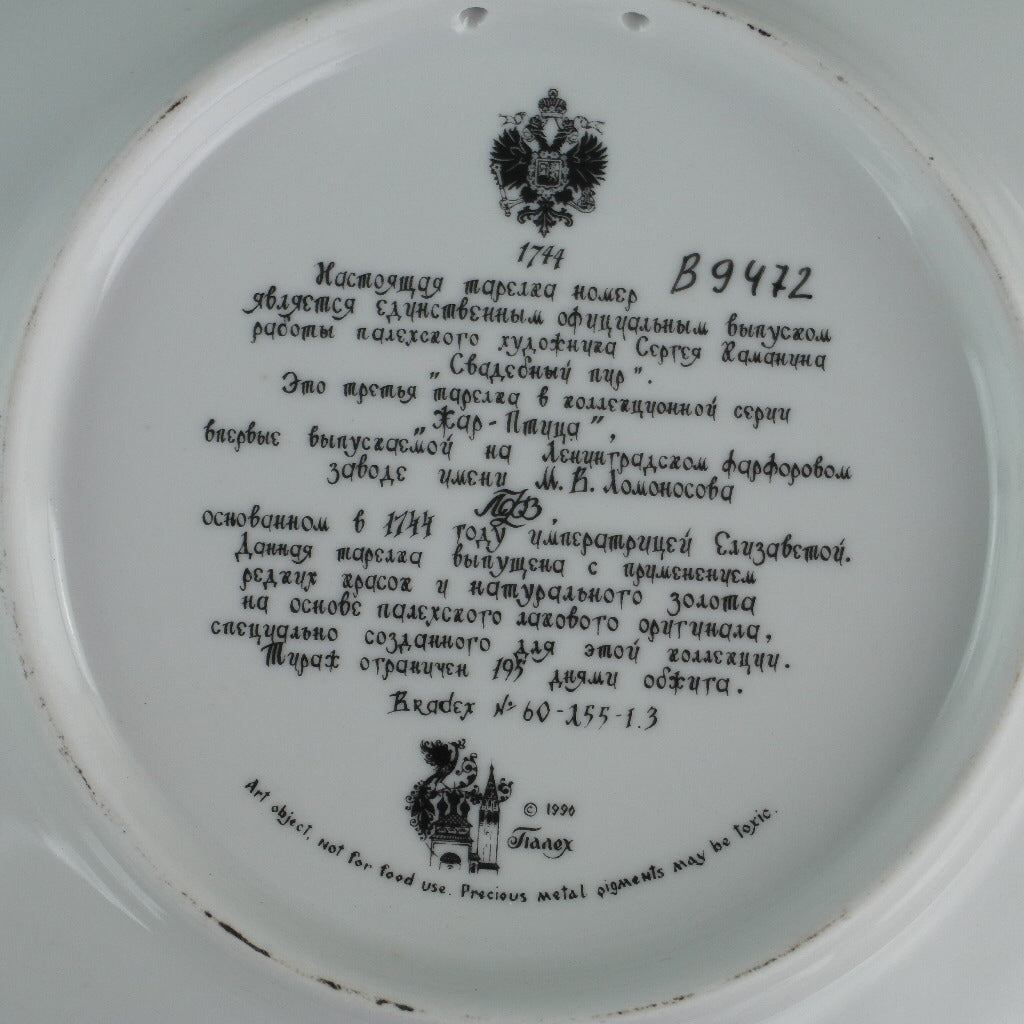 1744
Настоящая тарелка номер B9472
является единственным официальным выпуском
работы палехского художника Сергея Каманина
„Свадебный пир".
Это третья тарелка в коллекционной серии
„Жар-Птица",
впервые выпускаемой на Ленинградском фарфоровом
заводе имени М. В. Ломоносова
основанном в 1744 году императрицей Елизаветой.
Данная тарелка выпущена с применением
редких красок и натурального золота
на основе палехского лакового оригинала,
специально созданного для этой коллекции.
Тираж ограничен 195 днями обжига.
Bradex № 60-255-1.3
© 1990
Палех
Art object, not for food use. Precious metal pigments may be toxic.